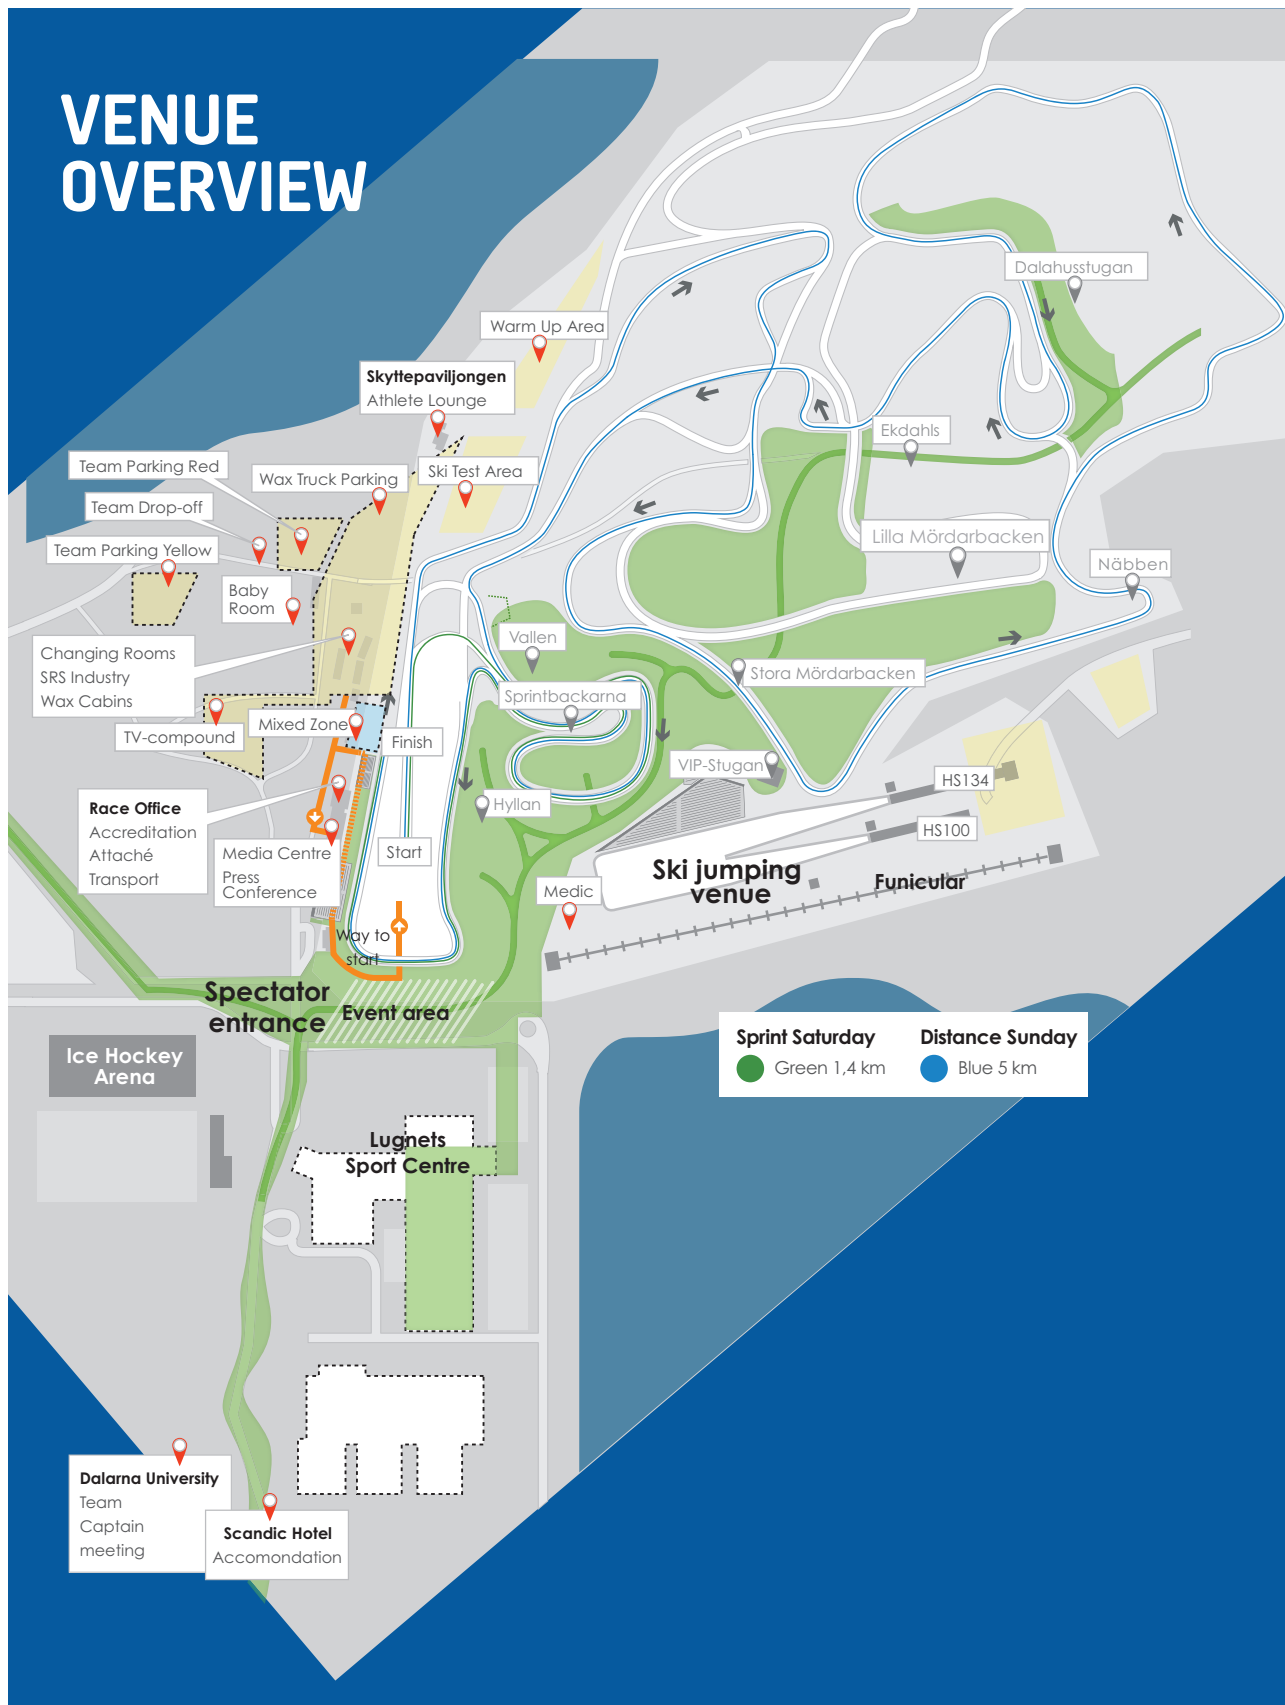 VENUE
OVERVIEW
Dalahusstugan
Warm Up Area
Skyttepaviljongen
Athlete Lounge
Ekdahls
Team Parking Red
Wax Truck Parking
Ski Test Area
Team Drop-off
Lilla Mördarbacken
Team Parking Yellow
Näbben
Baby
Room
Vallen
Changing Rooms
SRS Industry
Wax Cabins
Stora Mördarbacken
Sprintbackarna
Mixed Zone
TV-compound
Finish
VIP-Stugan
HS134
Hyllan
HS100
Race Office
Accreditation
Attaché
Transport
Media Centre
Press
Conference
Start
Ski jumping
venue
Funicular
Medic
Way to
start
Spectator
entrance
Event area
Sprint Saturday
Green 1,4 km
Distance Sunday
Blue 5 km
Ice Hockey
Arena
Lugnets
Sport Centre
Dalarna University
Team
Captain
meeting
Scandic Hotel
Accomondation